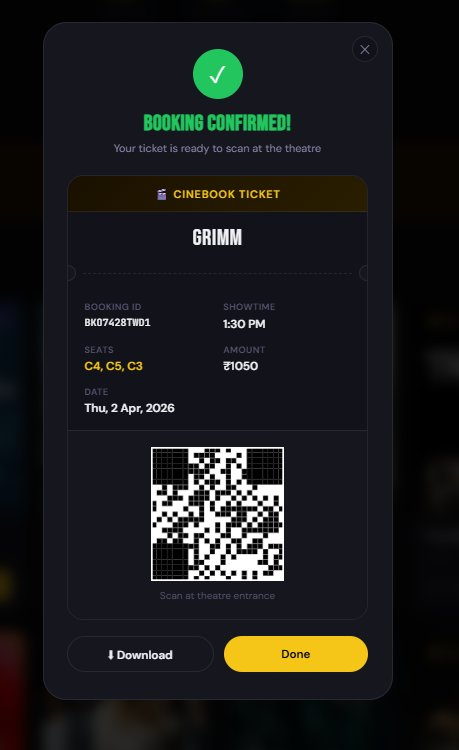 BOOKING CONFIRMED!
Your ticket is ready to scan at the theatre
CINEBOOK TICKET
GRIMM
BOOKING ID
BK07428TWD1
SHOWTIME
1:30 PM
SEATS
C4, C5, C3
AMOUNT
₹1050
DATE
Thu, 2 Apr, 2026
Scan at theatre entrance
⬇ Download
Done